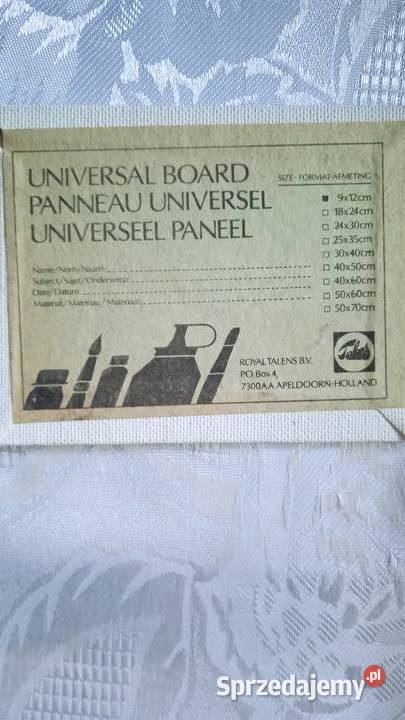 UNIVERSAL BOARD
PANNEAU UNIVERSEL
UNIVERSEEL PANEEL
SIZE-FORMAT-AFMETING
9x12cm
18x24cm
24x30cm
25x35cm
30x40cm
40x50cm
40x60cm
50x60cm
50x70cm
Name/Nom/Naam:
Subject/Sujet/Onderwerp:
Date/Datum:
Material/Materiau/Materiaal:
Talens
ROYAL TALENS B.V.
P.O. Box 4,
7300 AA APELDOORN-HOLLAND
Sprzedajemy.pl